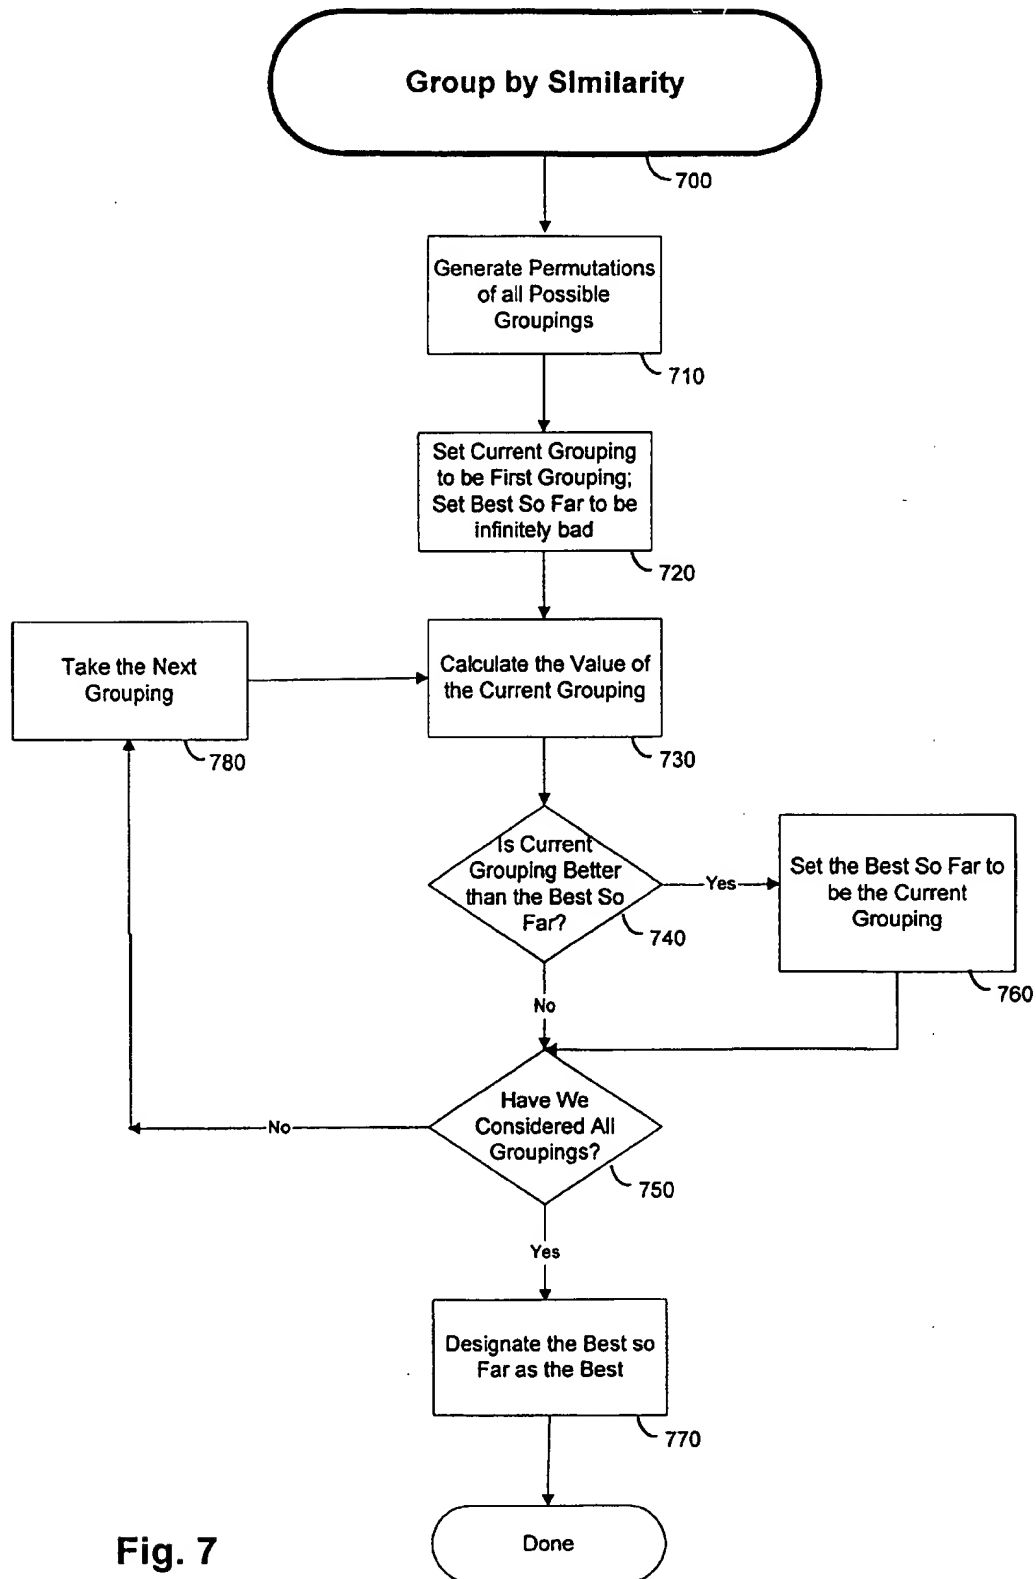 Group by SImilarity
700
Generate Permutations
of all Possible
Groupings
710
Set Current Grouping
to be First Grouping;
Set Best So Far to be
infinitely bad
720
Take the Next
Grouping
780
Calculate the Value of
the Current Grouping
730
Is Current
Grouping Better
than the Best So
Far?
740
Yes
Set the Best So Far to
be the Current
Grouping
760
No
Have We
Considered All
Groupings?
750
No
Yes
Designate the Best so
Far as the Best
770
Done
Fig. 7